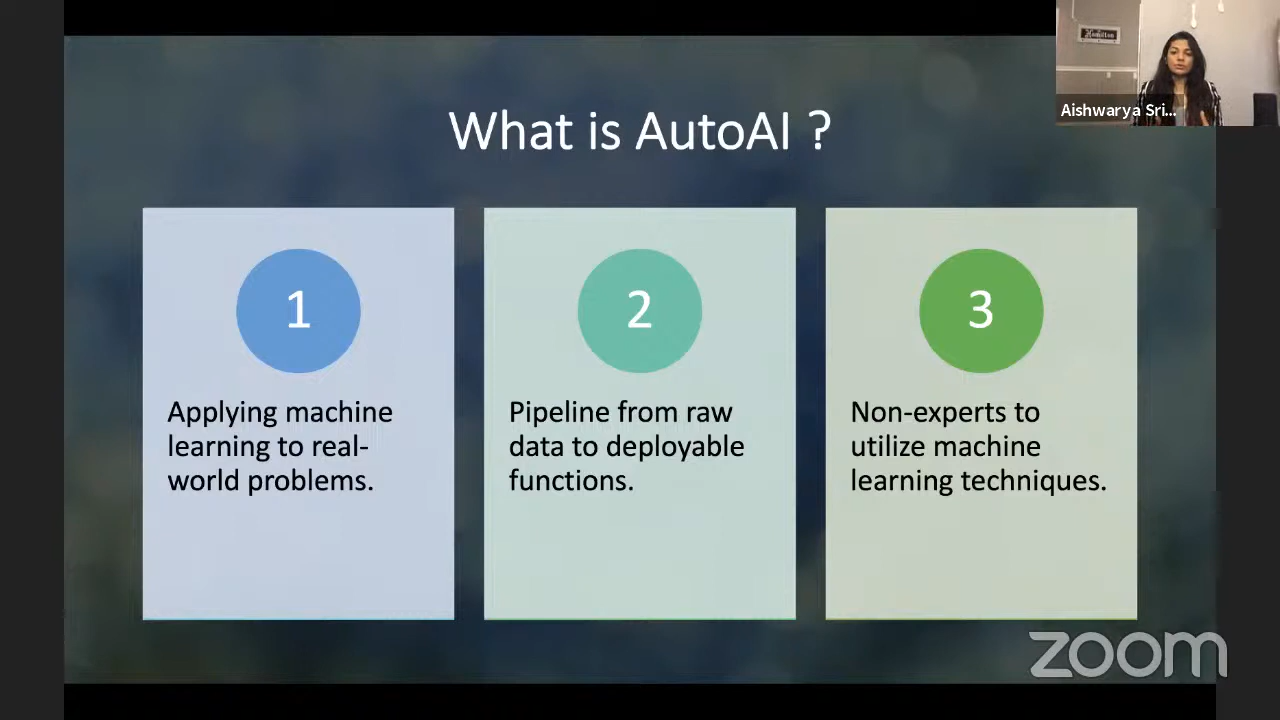 Hamilton
Aishwarya Sri...
What is AutoAI ?
1
Applying machine
learning to real-
world problems.
2
Pipeline from raw
data to deployable
functions.
3
Non-experts to
utilize machine
learning techniques.
zoom